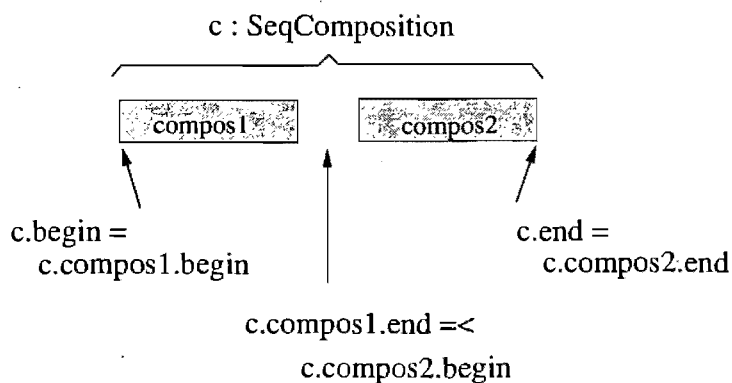 c : SeqComposition
compos1 compos2
c.begin =
c.compos1.begin
c.end =
c.compos2.end
c.compos1.end =<
c.compos2.begin